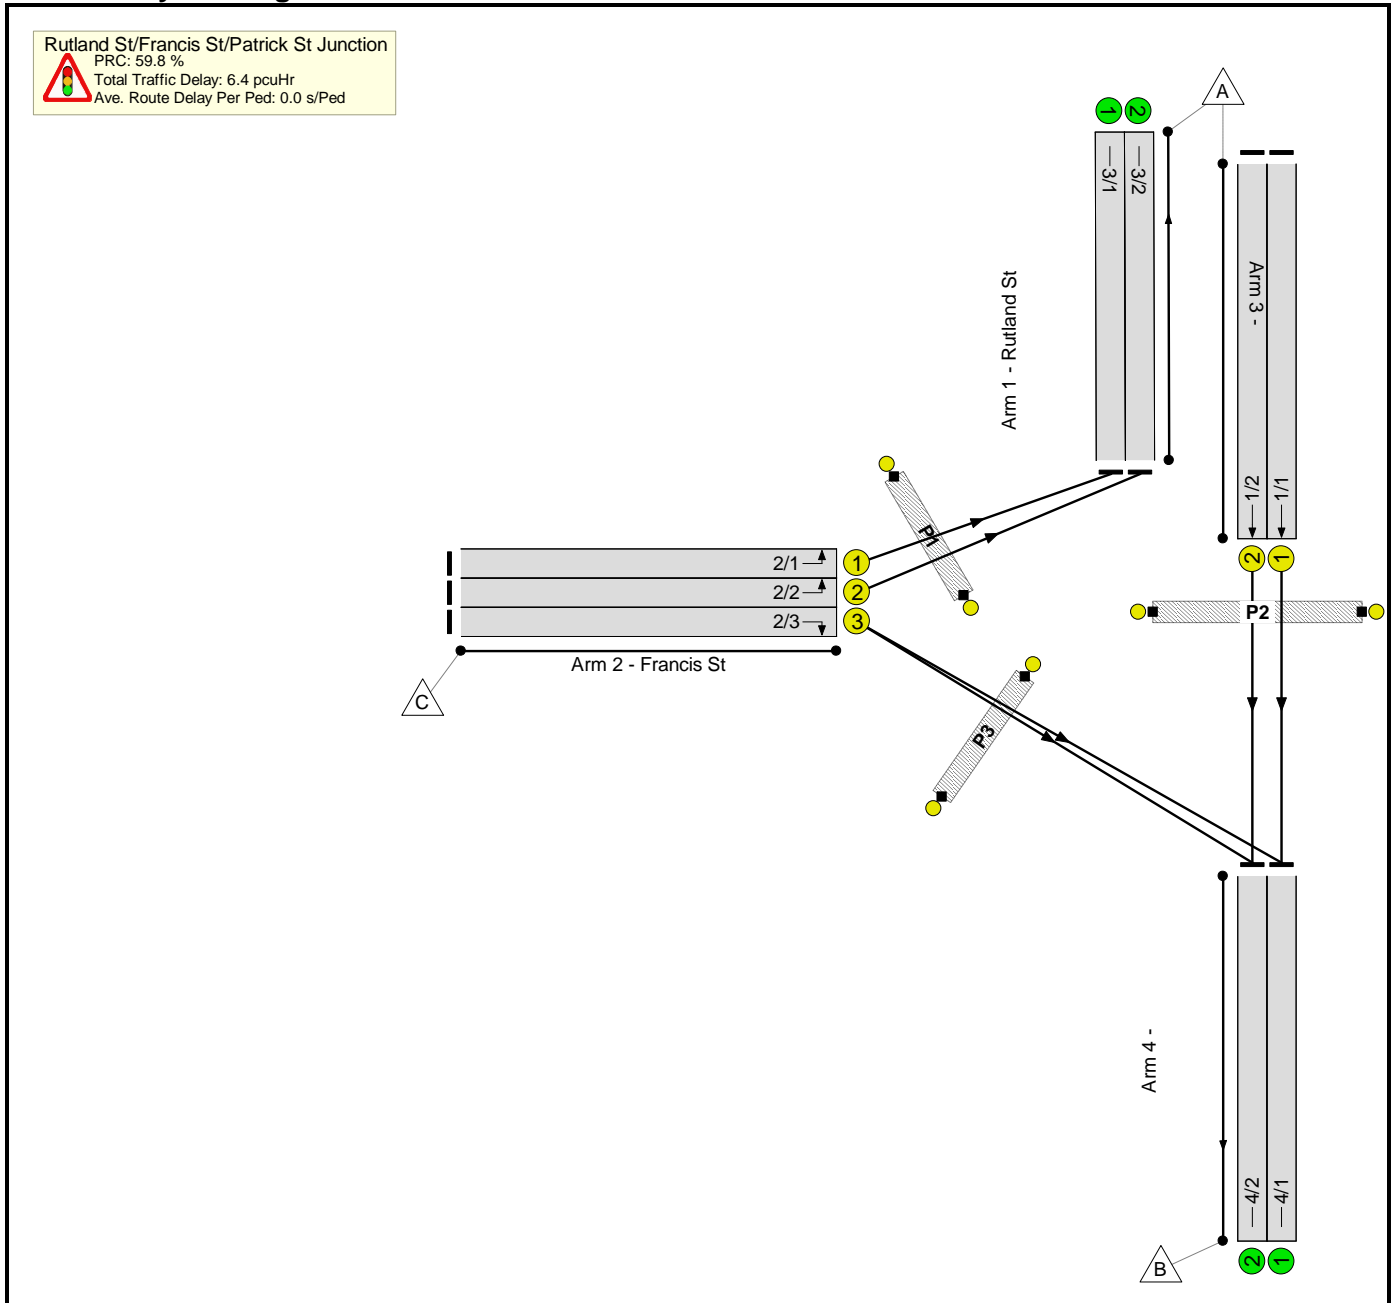 Rutland St/Francis St/Patrick St Junction
PRC: 59.8 %
Total Traffic Delay: 6.4 pcuHr
Ave. Route Delay Per Ped: 0.0 s/Ped
A
1
2
3/1
3/2
Arm 1 - Rutland St
Arm 3 -
1/2
1/1
2
1
P1
2/1
1
2/2
2
2/3
3
P2
Arm 2 - Francis St
C
P3
Arm 4 -
4/2
4/1
B
2
1